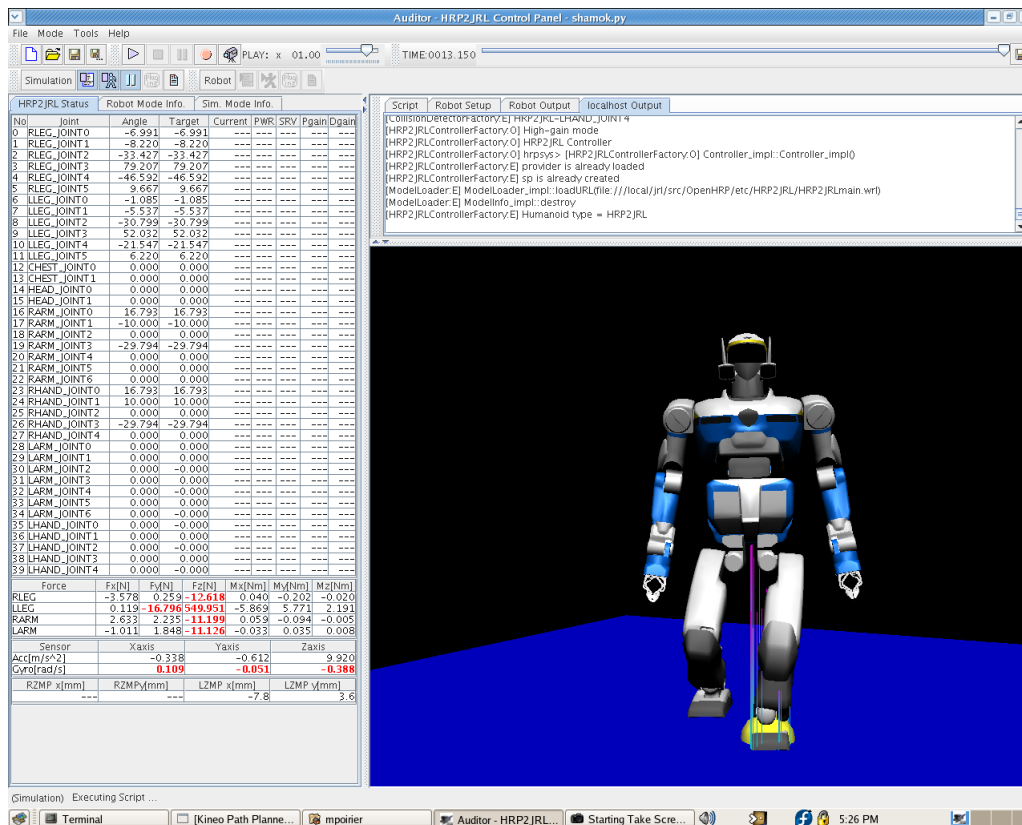 Auditor - HRP2JRL Control Panel - shamok.py
File Mode Tools Help
PLAY: x 01.00 TIME:0013.150
Simulation Robot
HRP2JRL Status Robot Mode Info. Sim. Mode Info.
Script Robot Setup Robot Output localhost Output
No Joint Angle Target Current PWR SRV Pgain Dgain
0 RLEG_JOINT0 -6.991 -6.991 --- --- --- --- ---
1 RLEG_JOINT1 -8.220 -8.220 --- --- --- --- ---
2 RLEG_JOINT2 -33.427 -33.427 --- --- --- --- ---
3 RLEG_JOINT3 79.207 79.207 --- --- --- --- ---
4 RLEG_JOINT4 -46.592 -46.592 --- --- --- --- ---
5 RLEG_JOINT5 9.667 9.667 --- --- --- --- ---
6 LLEG_JOINT0 -1.085 -1.085 --- --- --- --- ---
7 LLEG_JOINT1 -5.537 -5.537 --- --- --- --- ---
8 LLEG_JOINT2 -30.799 -30.799 --- --- --- --- ---
9 LLEG_JOINT3 52.032 52.032 --- --- --- --- ---
10 LLEG_JOINT4 -21.547 -21.547 --- --- --- --- ---
11 LLEG_JOINT5 6.220 6.220 --- --- --- --- ---
12 CHEST_JOINT0 0.000 0.000 --- --- --- --- ---
13 CHEST_JOINT1 0.000 0.000 --- --- --- --- ---
14 HEAD_JOINT0 0.000 0.000 --- --- --- --- ---
15 HEAD_JOINT1 0.000 0.000 --- --- --- --- ---
16 RARM_JOINT0 16.793 16.793 --- --- --- --- ---
17 RARM_JOINT1 -10.000 -10.000 --- --- --- --- ---
18 RARM_JOINT2 0.000 0.000 --- --- --- --- ---
19 RARM_JOINT3 -29.794 -29.794 --- --- --- --- ---
20 RARM_JOINT4 0.000 0.000 --- --- --- --- ---
21 RARM_JOINT5 0.000 0.000 --- --- --- --- ---
22 RARM_JOINT6 0.000 0.000 --- --- --- --- ---
23 RHAND_JOINT0 16.793 16.793 --- --- --- --- ---
24 RHAND_JOINT1 10.000 10.000 --- --- --- --- ---
25 RHAND_JOINT2 0.000 0.000 --- --- --- --- ---
26 RHAND_JOINT3 -29.794 -29.794 --- --- --- --- ---
27 RHAND_JOINT4 0.000 0.000 --- --- --- --- ---
28 LARM_JOINT0 0.000 0.000 --- --- --- --- ---
29 LARM_JOINT1 0.000 0.000 --- --- --- --- ---
30 LARM_JOINT2 0.000 -0.000 --- --- --- --- ---
31 LARM_JOINT3 0.000 0.000 --- --- --- --- ---
32 LARM_JOINT4 0.000 -0.000 --- --- --- --- ---
33 LARM_JOINT5 0.000 0.000 --- --- --- --- ---
34 LARM_JOINT6 0.000 -0.000 --- --- --- --- ---
35 LHAND_JOINT0 0.000 -0.000 --- --- --- --- ---
36 LHAND_JOINT1 0.000 0.000 --- --- --- --- ---
37 LHAND_JOINT2 0.000 -0.000 --- --- --- --- ---
38 LHAND_JOINT3 0.000 0.000 --- --- --- --- ---
39 LHAND_JOINT4 0.000 -0.000 --- --- --- --- ---
Force Fx[N] Fy[N] Fz[N] Mx[Nm] My[Nm] Mz[Nm]
RLEG -3.578 0.259 -12.618 0.040 -0.202 -0.020
LLEG 0.119 -16.796 549.951 -5.869 5.771 2.191
RARM 2.633 2.235 -11.199 0.059 -0.094 -0.005
LARM -1.011 1.848 -11.126 -0.033 0.035 0.008
Sensor Xaxis Yaxis Zaxis
Acc[m/s^2] -0.338 -0.612 9.920
Gyro[rad/s] 0.109 -0.051 -0.388
RZMP x[mm] RZMPy[mm] LZMP x[mm] LZMP y[mm]
--- --- -7.8 3.6
[CollisionDetectorFactory:E] HRP2JRL-LHAND_JOINT4
[HRP2JRLControllerFactory:O] High-gain mode
[HRP2JRLControllerFactory:O] HRP2JRL Controller
[HRP2JRLControllerFactory:O] hrpsys> [HRP2JRLControllerFactory:O] Controller_impl::Controller_impl()
[HRP2JRLControllerFactory:E] provider is already loaded
[HRP2JRLControllerFactory:E] sp is already created
[ModelLoader:E] ModelLoader_impl::loadURL(file:///local/jrl/src/OpenHRP/etc/HRP2JRL/HRP2JRLmain.wrl)
[ModelLoader:E] ModelInfo_impl::destroy
[HRP2JRLControllerFactory:E] Humanoid type = HRP2JRL
(Simulation) Executing Script ...
Terminal [Kineo Path Planne... mpoirier Auditor - HRP2JRL... Starting Take Scre... 5:26 PM